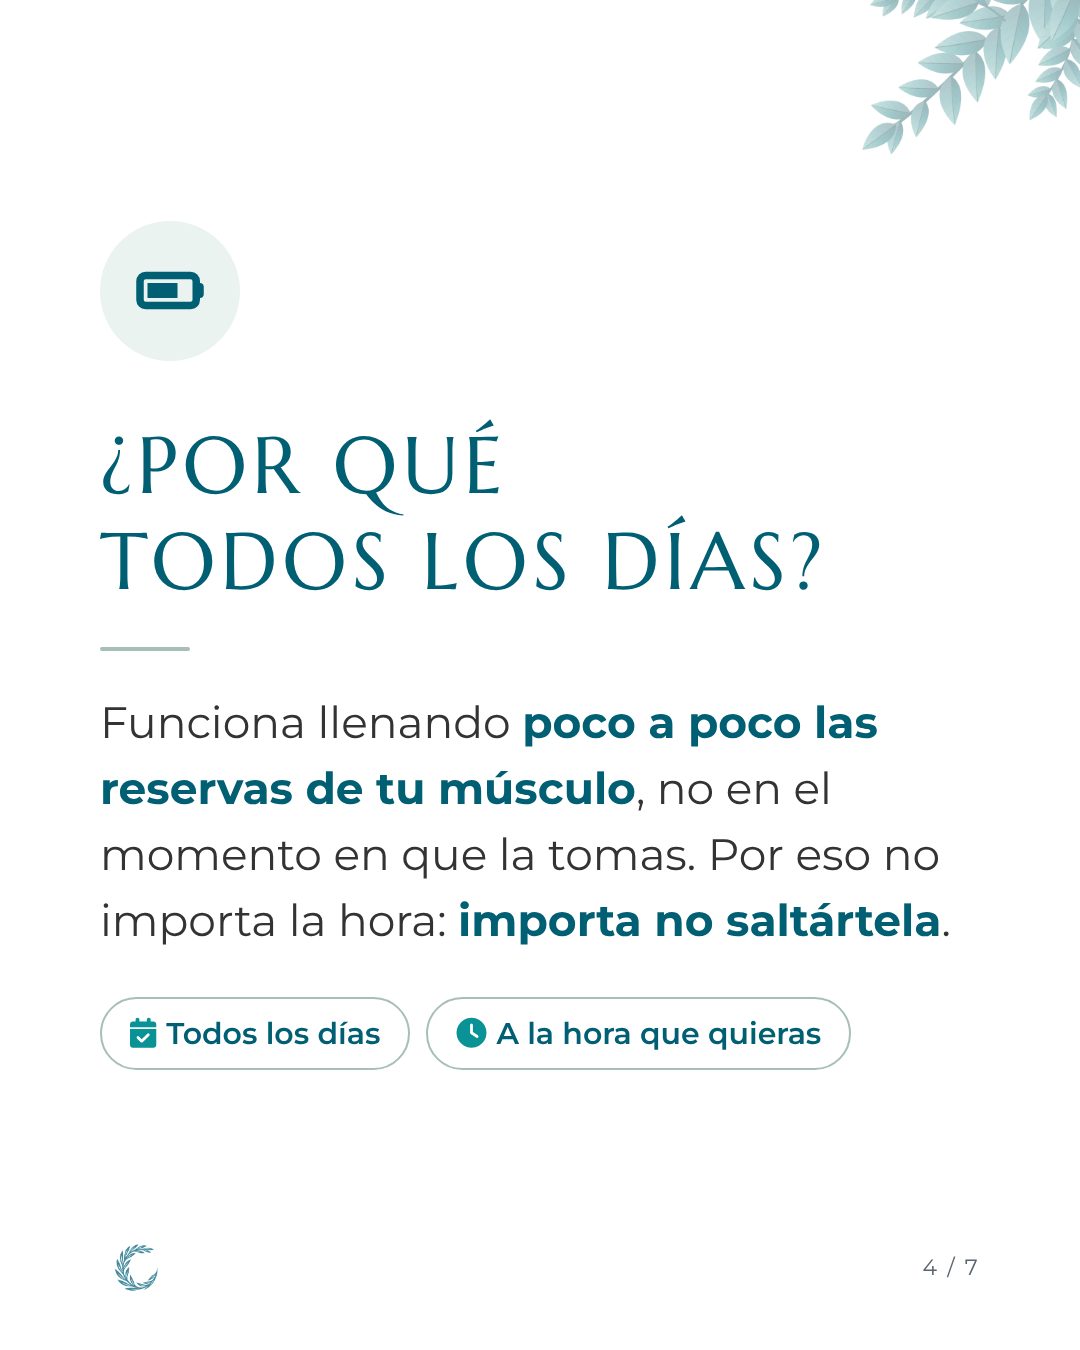 ¿POR QUÉ
TODOS LOS DÍAS?
Funciona llenando poco a poco las
reservas de tu músculo, no en el
momento en que la tomas. Por eso no
importa la hora: importa no saltártela.
Todos los días
A la hora que quieras
4 / 7